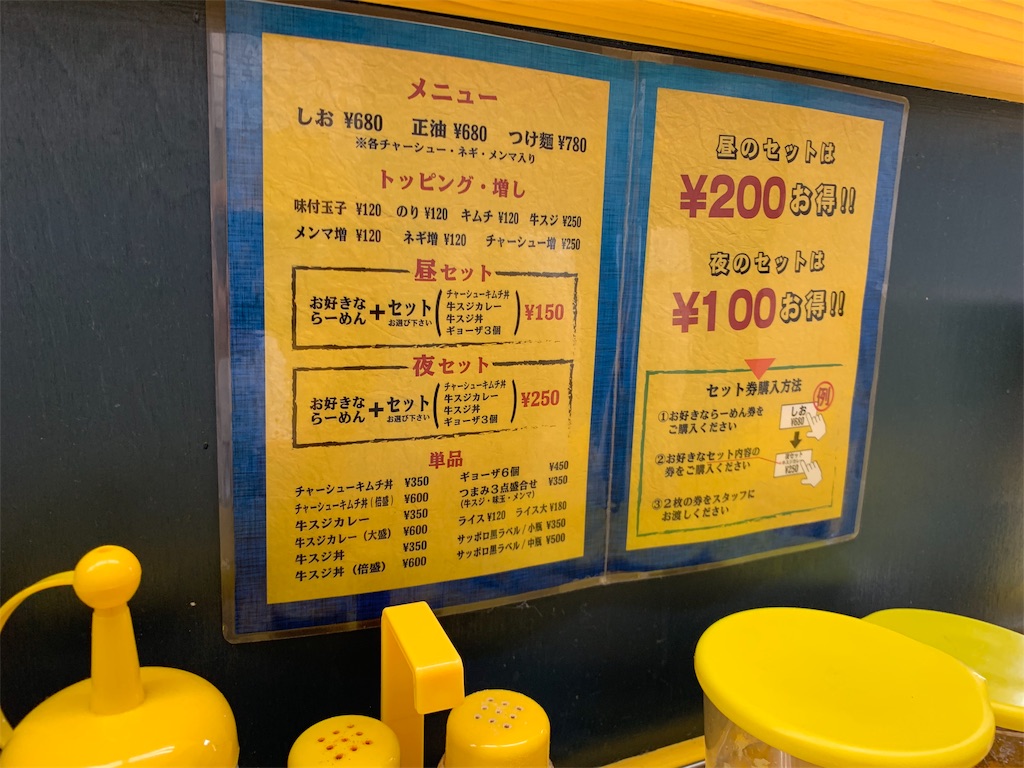 メニュー
しお ¥680 正油 ¥680 つけ麺 ¥780
※各チャーシュー・ネギ・メンマ入り
トッピング・増し
味付玉子 ¥120 のり ¥120 キムチ ¥120 牛スジ ¥250
メンマ増 ¥120 ネギ増 ¥120 チャーシュー増 ¥250
昼セット
お好きな
らーめん
+
セット
お選び下さい
チャーシューキムチ丼
牛スジカレー
牛スジ丼
ギョーザ3個
¥150
夜セット
お好きな
らーめん
+
セット
お選び下さい
チャーシューキムチ丼
牛スジカレー
牛スジ丼
ギョーザ3個
¥250
単品
チャーシューキムチ丼 ¥350
チャーシューキムチ丼(倍盛) ¥600
牛スジカレー ¥350
牛スジカレー(大盛) ¥600
牛スジ丼 ¥350
牛スジ丼(倍盛) ¥600
ギョーザ6個 ¥450
つまみ3点盛合せ ¥350
(牛スジ・味玉・メンマ)
ライス ¥120 ライス大 ¥180
サッポロ黒ラベル/小瓶 ¥350
サッポロ黒ラベル/中瓶 ¥500
昼のセットは
¥200お得!!
夜のセットは
¥100お得!!
セット券購入方法
例
①お好きならーめん券を
ご購入ください
しお
¥680
②お好きなセット内容の
券をご購入ください
¥250
③2枚の券をスタッフに
お渡しください